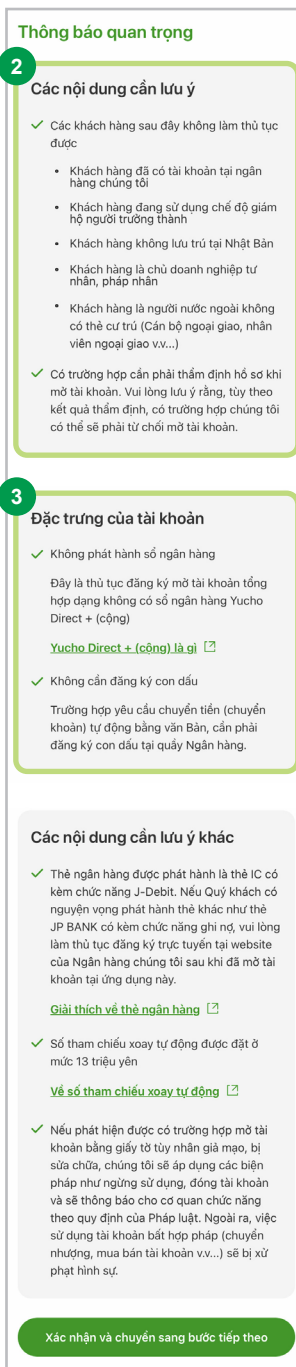 Thông báo quan trọng
2
Các nội dung cần lưu ý
Các khách hàng sau đây không làm thủ tục
được
• Khách hàng đã có tài khoản tại ngân
hàng chúng tôi
• Khách hàng đang sử dụng chế độ giám
hộ người trưởng thành
• Khách hàng không lưu trú tại Nhật Bản
• Khách hàng là chủ doanh nghiệp tư
nhân, pháp nhân
• Khách hàng là người nước ngoài không
có thẻ cư trú (Cán bộ ngoại giao, nhân
viên ngoại giao v.v...)
Có trường hợp cần phải thẩm định hồ sơ khi
mở tài khoản. Vui lòng lưu ý rằng, tùy theo
kết quả thẩm định, có trường hợp chúng tôi
có thể sẽ phải từ chối mở tài khoản.
3
Đặc trưng của tài khoản
Không phát hành sổ ngân hàng
Đây là thủ tục đăng ký mở tài khoản tổng
hợp dạng không có sổ ngân hàng Yucho
Direct + (cộng)
Yucho Direct + (cộng) là gì
Không cần đăng ký con dấu
Trường hợp yêu cầu chuyển tiền (chuyển
khoản) tự động bằng văn Bản, cần phải
đăng ký con dấu tại quầy Ngân hàng.
Các nội dung cần lưu ý khác
Thẻ ngân hàng được phát hành là thẻ IC có
kèm chức năng J-Debit. Nếu Quý khách có
nguyện vọng phát hành thẻ khác như thẻ
JP BANK có kèm chức năng ghi nợ, vui lòng
làm thủ tục đăng ký trực tuyến tại website
của Ngân hàng chúng tôi sau khi đã mở tài
khoản tại ứng dụng này.
Giải thích về thẻ ngân hàng
Số tham chiếu xoay tự động được đặt ở
mức 13 triệu yên
Về số tham chiếu xoay tự động
Nếu phát hiện được có trường hợp mở tài
khoản bằng giấy tờ tùy nhân giả mạo, bị
sửa chữa, chúng tôi sẽ áp dụng các biện
pháp như ngừng sử dụng, đóng tài khoản
và sẽ thông báo cho cơ quan chức năng
theo quy định của Pháp luật. Ngoài ra, việc
sử dụng tài khoản bất hợp pháp (chuyển
nhượng, mua bán tài khoản v.v...) sẽ bị xử
phạt hình sự.
Xác nhận và chuyển sang bước tiếp theo